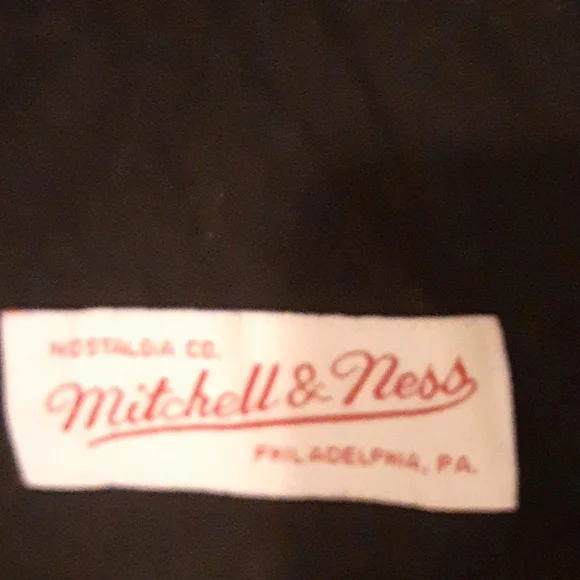 NOSTALGIA CO.
Mitchell & Ness
PHILADELPHIA, PA.